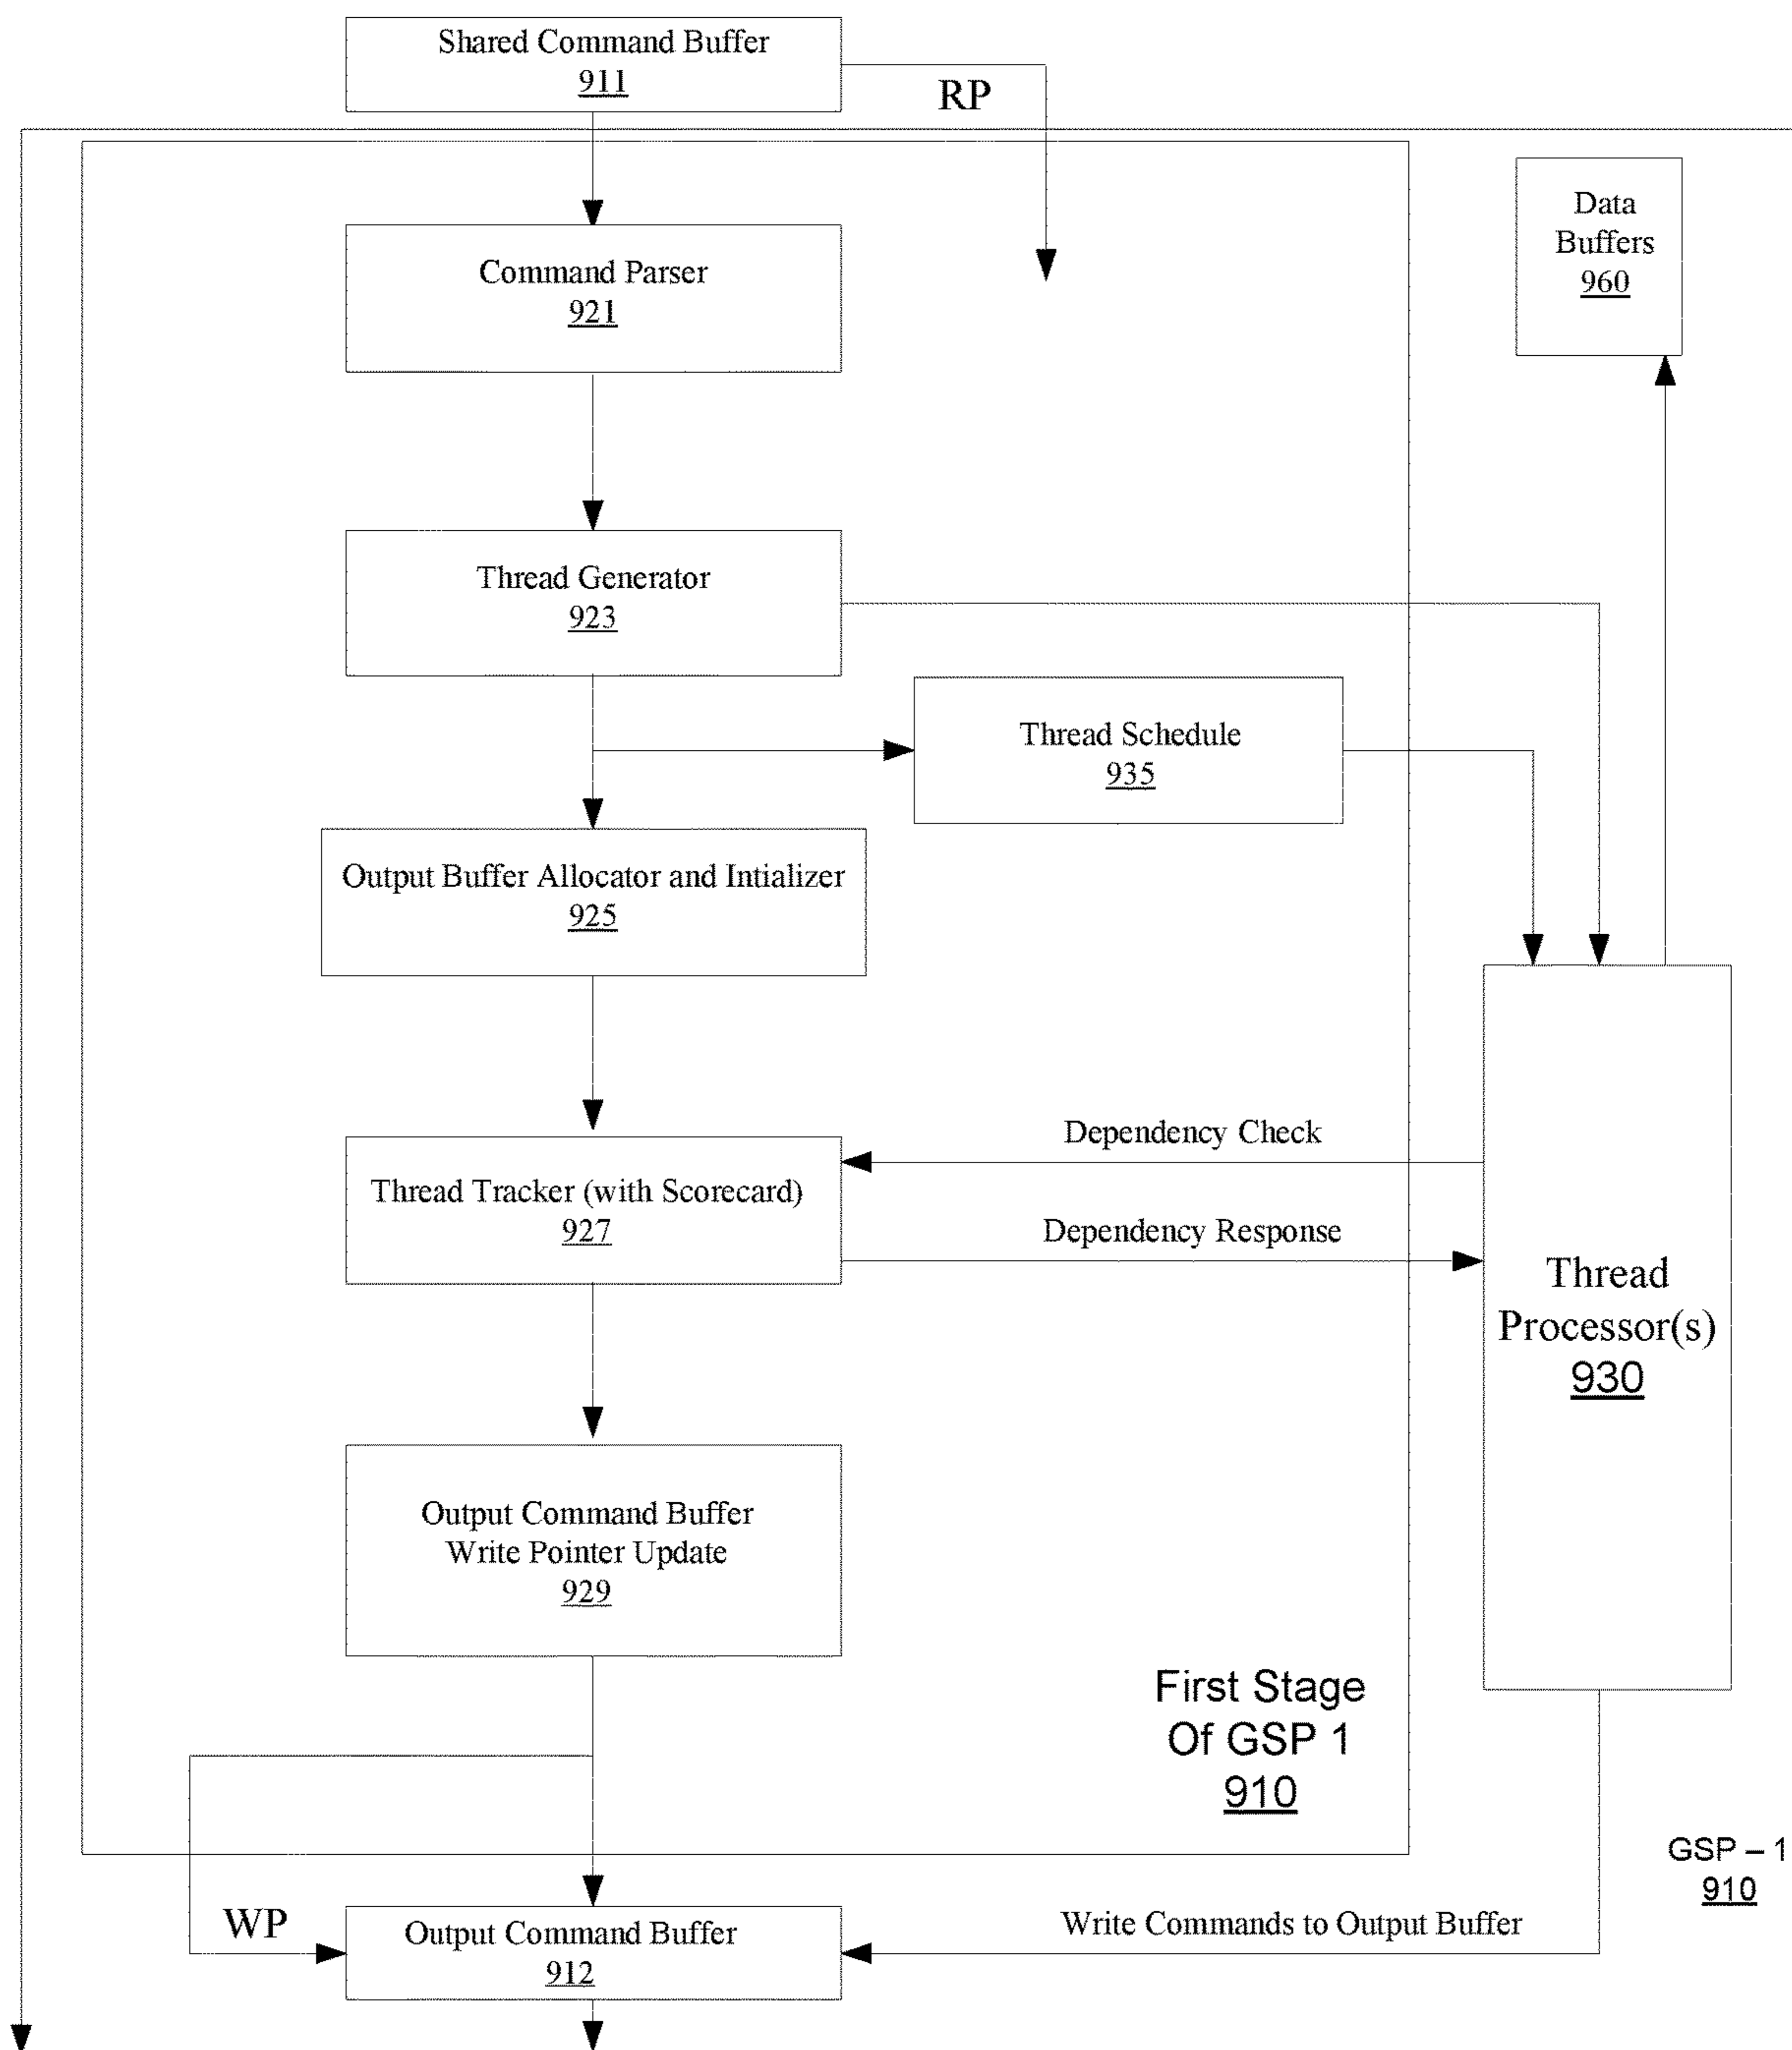 Shared Command Buffer
911
RP
Data
Buffers
960
Command Parser
921
Thread Generator
923
Thread Schedule
935
Output Buffer Allocator and Intializer
925
Dependency Check
Thread Tracker (with Scorecard)
927
Dependency Response
Thread
Processor(s)
930
Output Command Buffer
Write Pointer Update
929
First Stage
Of GSP 1
910
GSP – 1
910
WP
Output Command Buffer
912
Write Commands to Output Buffer